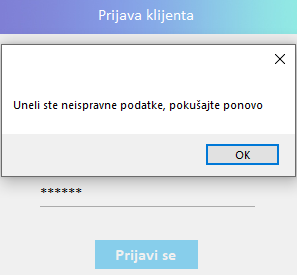 Prijava klijenta
Uneli ste neispravne podatke, pokušajte ponovo
OK
******
Prijavi se